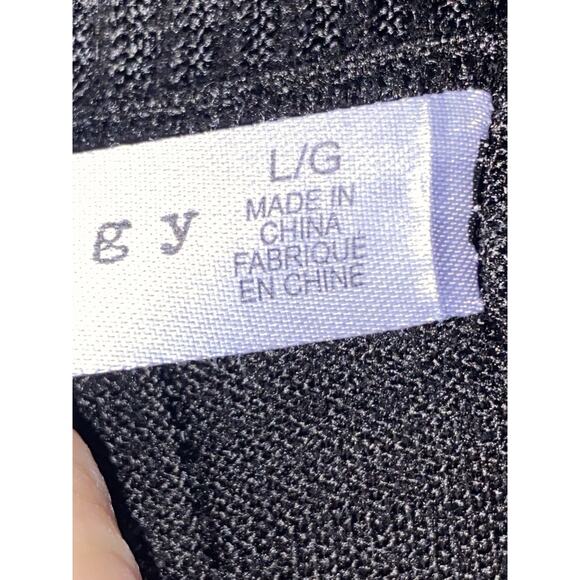 L/G
g y
MADE IN
CHINA
FABRIQUÉ
EN CHINE